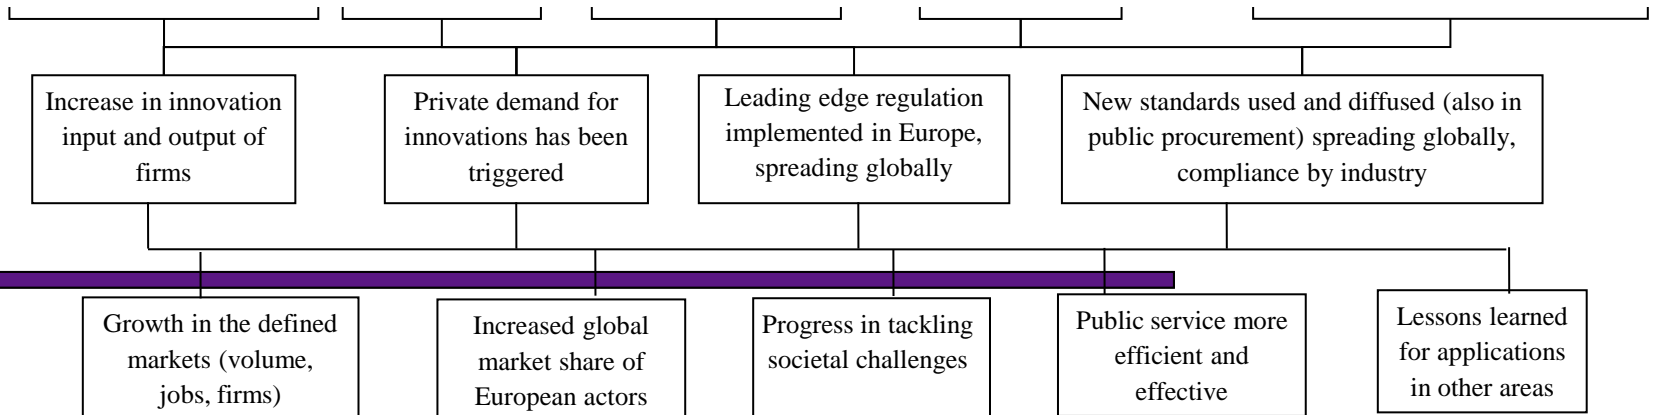 Increase in innovation
input and output of
firms
Private demand for
innovations has been
triggered
Leading edge regulation
implemented in Europe,
spreading globally
New standards used and diffused (also in
public procurement) spreading globally,
compliance by industry
Growth in the defined
markets (volume,
jobs, firms)
Increased global
market share of
European actors
Progress in tackling
societal challenges
Public service more
efficient and
effective
Lessons learned
for applications
in other areas